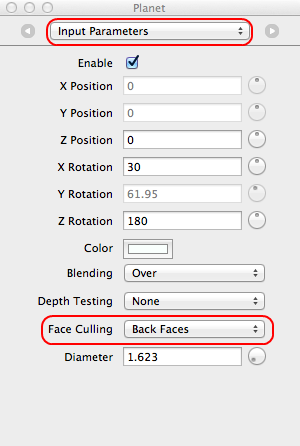 Planet
Input Parameters
Enable
X Position 0
Y Position 0
Z Position 0
X Rotation 30
Y Rotation 61.95
Z Rotation 180
Color
Blending Over
Depth Testing None
Face Culling Back Faces
Diameter 1.623